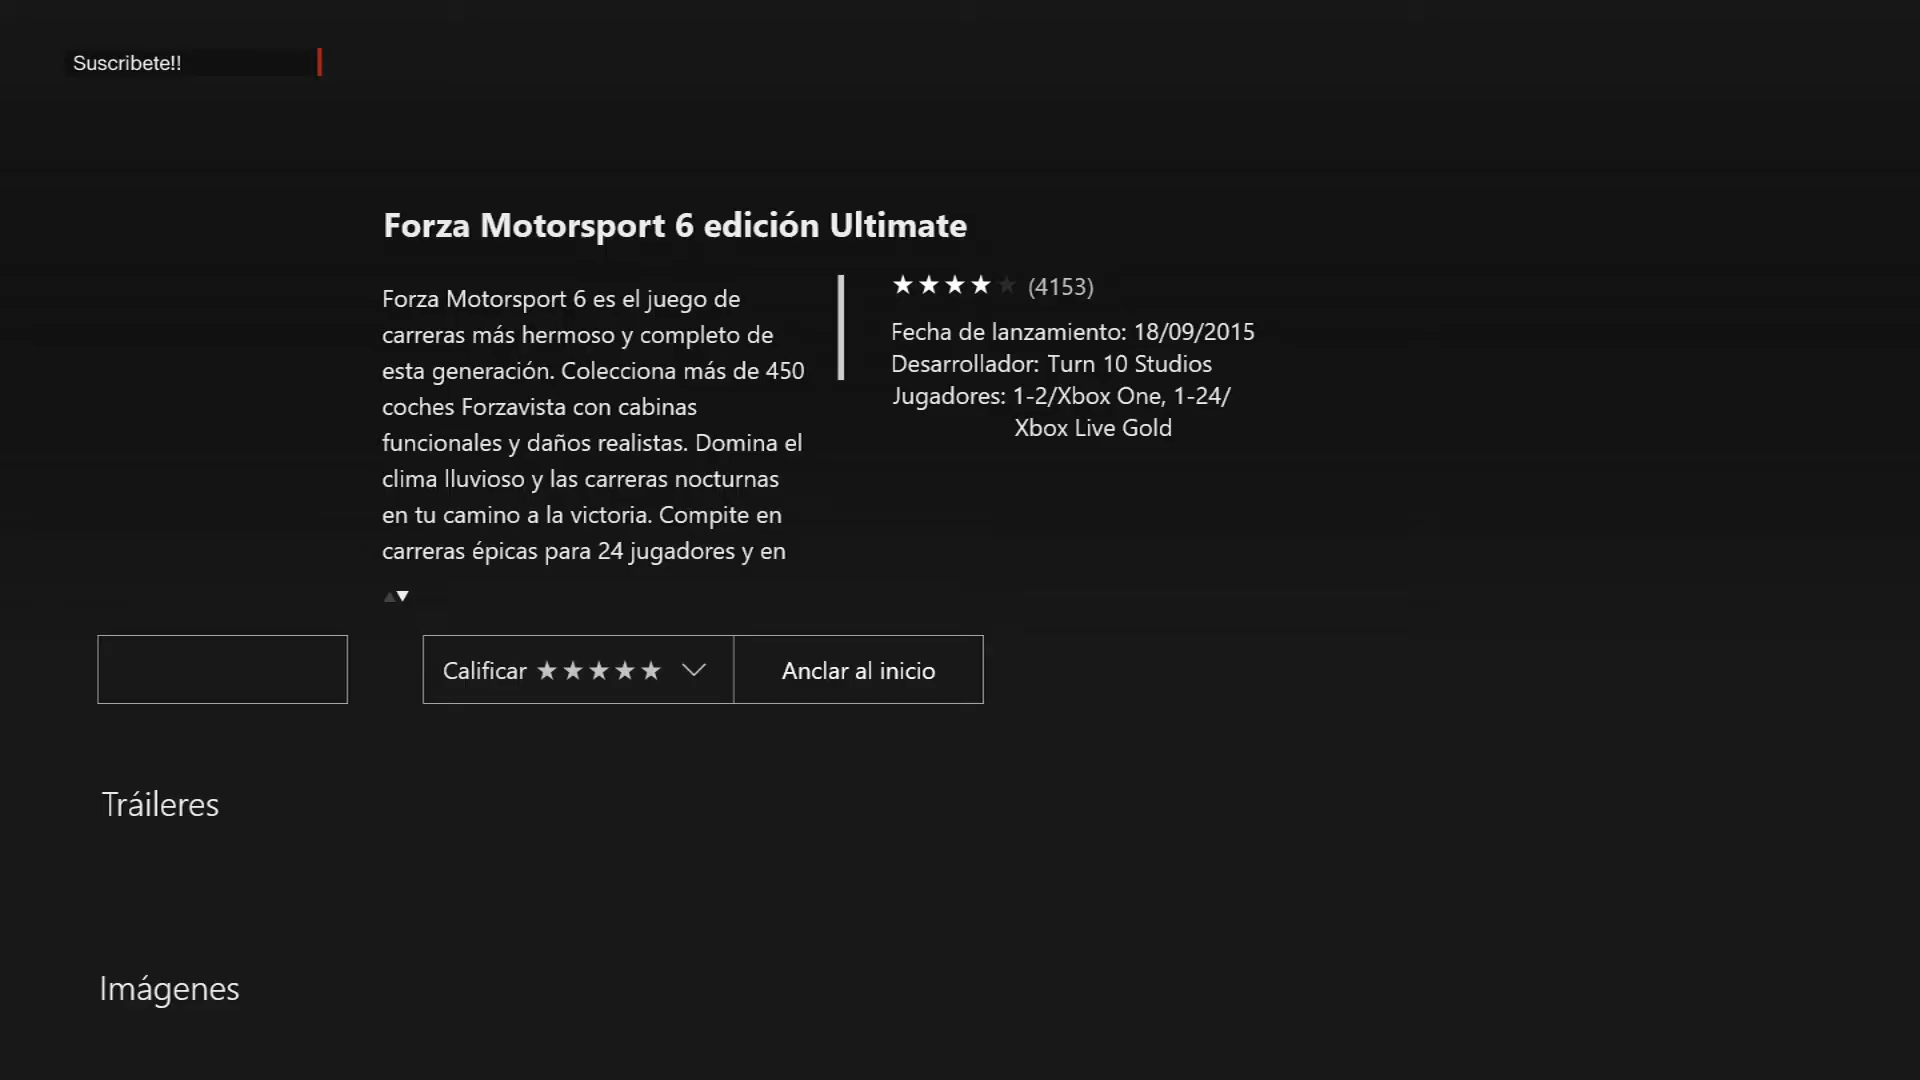 Suscribete!!
Forza Motorsport 6 edición Ultimate
Forza Motorsport 6 es el juego de
carreras más hermoso y completo de
esta generación. Colecciona más de 450
coches Forzavista con cabinas
funcionales y daños realistas. Domina el
clima lluvioso y las carreras nocturnas
en tu camino a la victoria. Compite en
carreras épicas para 24 jugadores y en
(4153)
Fecha de lanzamiento: 18/09/2015
Desarrollador: Turn 10 Studios
Jugadores: 1-2/Xbox One, 1-24/
Xbox Live Gold
Calificar
Anclar al inicio
Tráileres
Imágenes